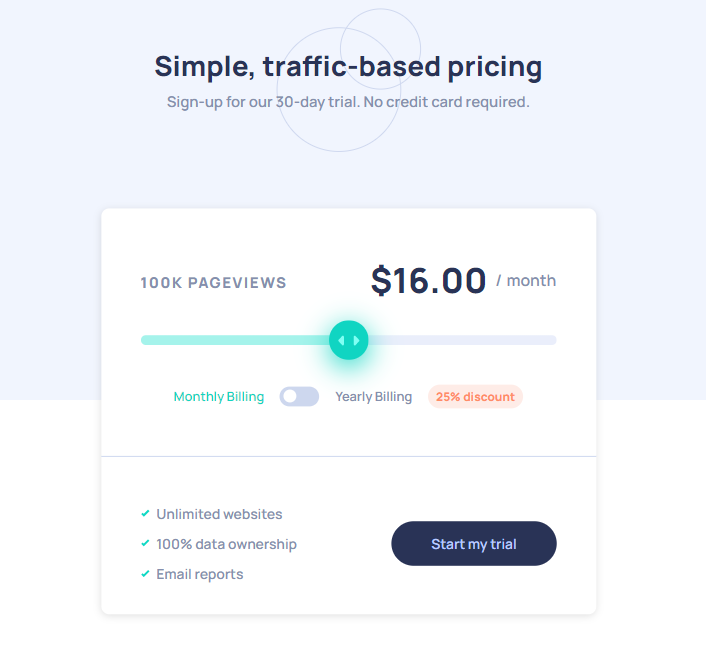 Simple, traffic-based pricing
Sign-up for our 30-day trial. No credit card required.
100K PAGEVIEWS $16.00 / month
Monthly Billing Yearly Billing 25% discount
Unlimited websites
100% data ownership
Email reports
Start my trial